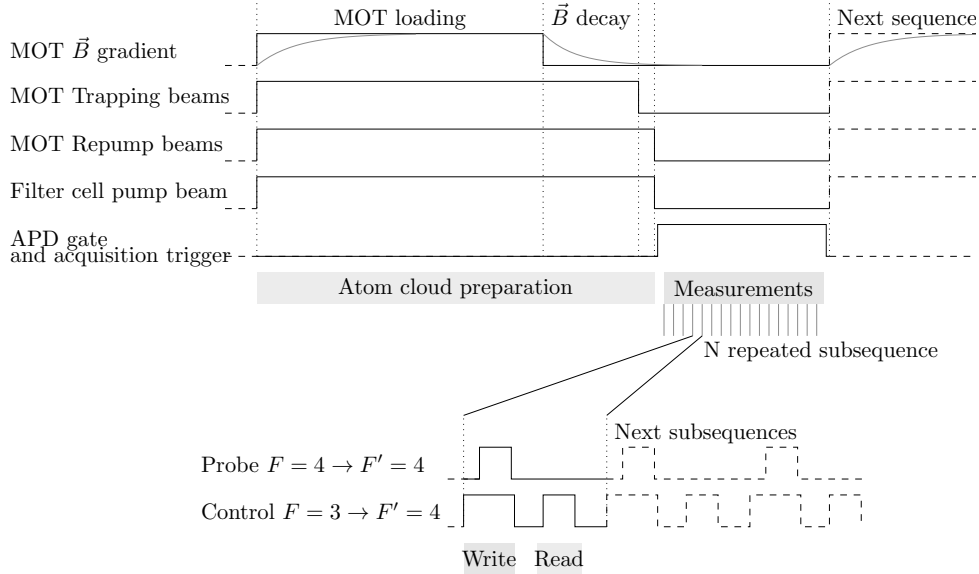 MOT loading
B⃗ decay
Next sequence
MOT B⃗ gradient
MOT Trapping beams
MOT Repump beams
Filter cell pump beam
APD gate
and acquisition trigger
Atom cloud preparation
Measurements
N repeated subsequence
Next subsequences
Probe F = 4 → F′ = 4
Control F = 3 → F′ = 4
Write
Read